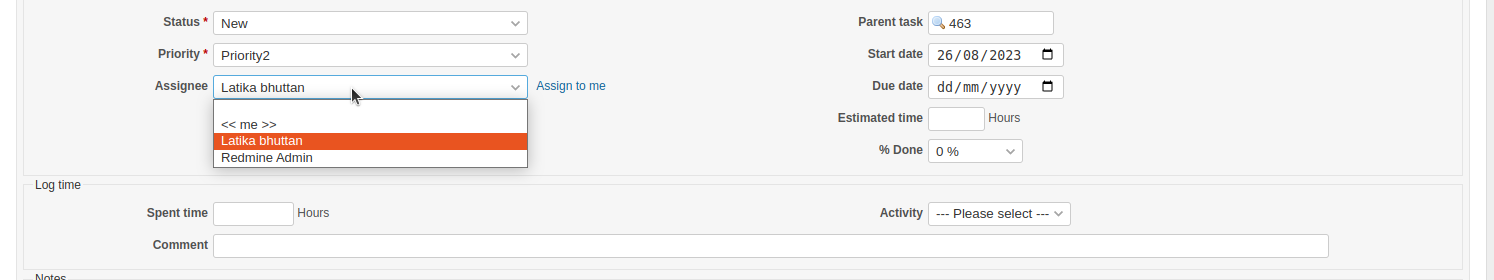 Status * New Parent task 463
Priority * Priority2 Start date 26/08/2023
Assignee Latika bhuttan Assign to me Due date dd/mm/yyyy
<< me >> Estimated time Hours
Latika bhuttan
Redmine Admin % Done 0 %
Log time
Spent time Hours Activity --- Please select ---
Comment
Notes